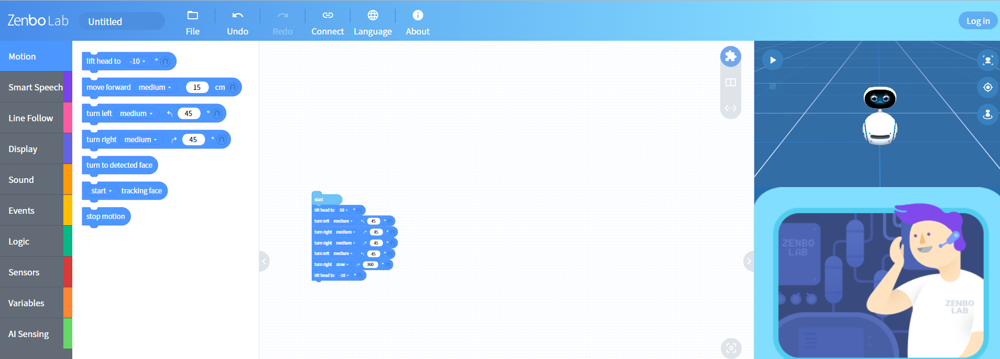 Zenbo Lab
Untitled
File
Undo
Redo
Connect
Language
About
Log in
Motion
Smart Speech
Line Follow
Display
Sound
Events
Logic
Sensors
Variables
AI Sensing
lift head to -10 °
move forward medium 15 cm
turn left medium 45 °
turn right medium 45 °
turn to detected face
start tracking face
stop motion
start
lift head to 50 °
turn left medium 45 °
turn right medium 45 °
turn right medium 45 °
turn left medium 45 °
turn right slow 360 °
lift head to -10 °
ZENBO
LAB
ZENBO
LAB